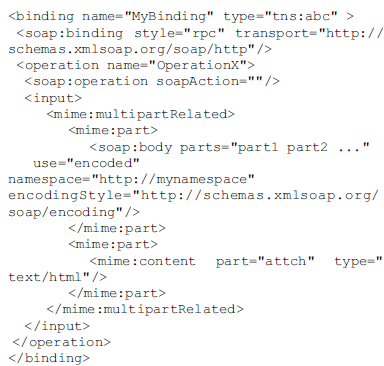 <binding name="MyBinding" type="tns:abc" >
<soap:binding style="rpc" transport="http://
schemas.xmlsoap.org/soap/http"/>
<operation name="OperationX">
<soap:operation soapAction=""/>
<input>
<mime:multipartRelated>
<mime:part>
<soap:body parts="part1 part2 ..."
use="encoded"
namespace="http://mynamespace"
encodingStyle="http://schemas.xmlsoap.org/
soap/encoding"/>
</mime:part>
<mime:part>
<mime:content part="attch" type="
text/html"/>
</mime:part>
</mime:multipartRelated>
</input>
</operation>
</binding>